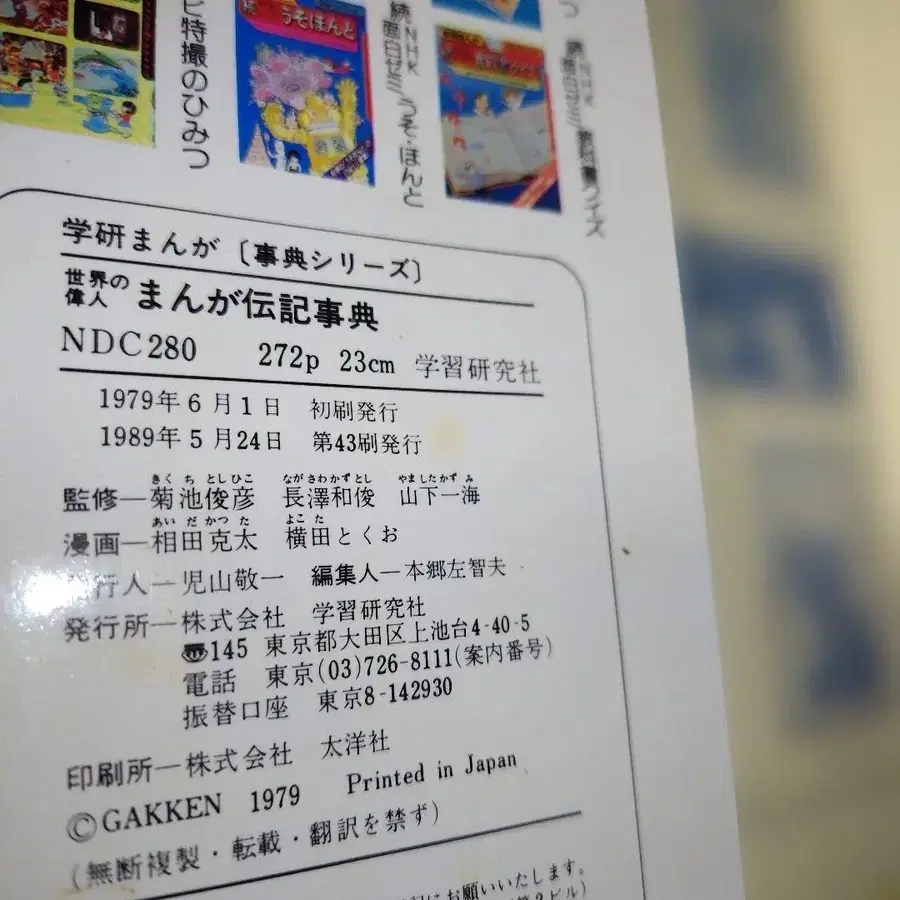 ビ特撮のひみつ
続 うそほんと
続NHK面白ゼミ うそ・ほんと
つ
学研まんが〔事典シリーズ〕
世界の偉人 まんが伝記事典
NDC280 272p 23cm 学習研究社
1979年6月1日 初刷発行
1989年5月24日 第43刷発行
きくちとしひこ ながさわかずとし やましたかずみ
監修―菊池俊彦 長澤和俊 山下一海
あいだかつた よこた
漫画―相田克太 横田とくお
行人―児山敬一 編集人―本郷左智夫
発行所―株式会社 学習研究社
〠145 東京都大田区上池台4-40-5
電話 東京(03)726-8111(案内番号)
振替口座 東京8-142930
印刷所―株式会社 太洋社
©GAKKEN 1979 Printed in Japan
(無断複製・転載・翻訳を禁ず)
にお願いいたします。